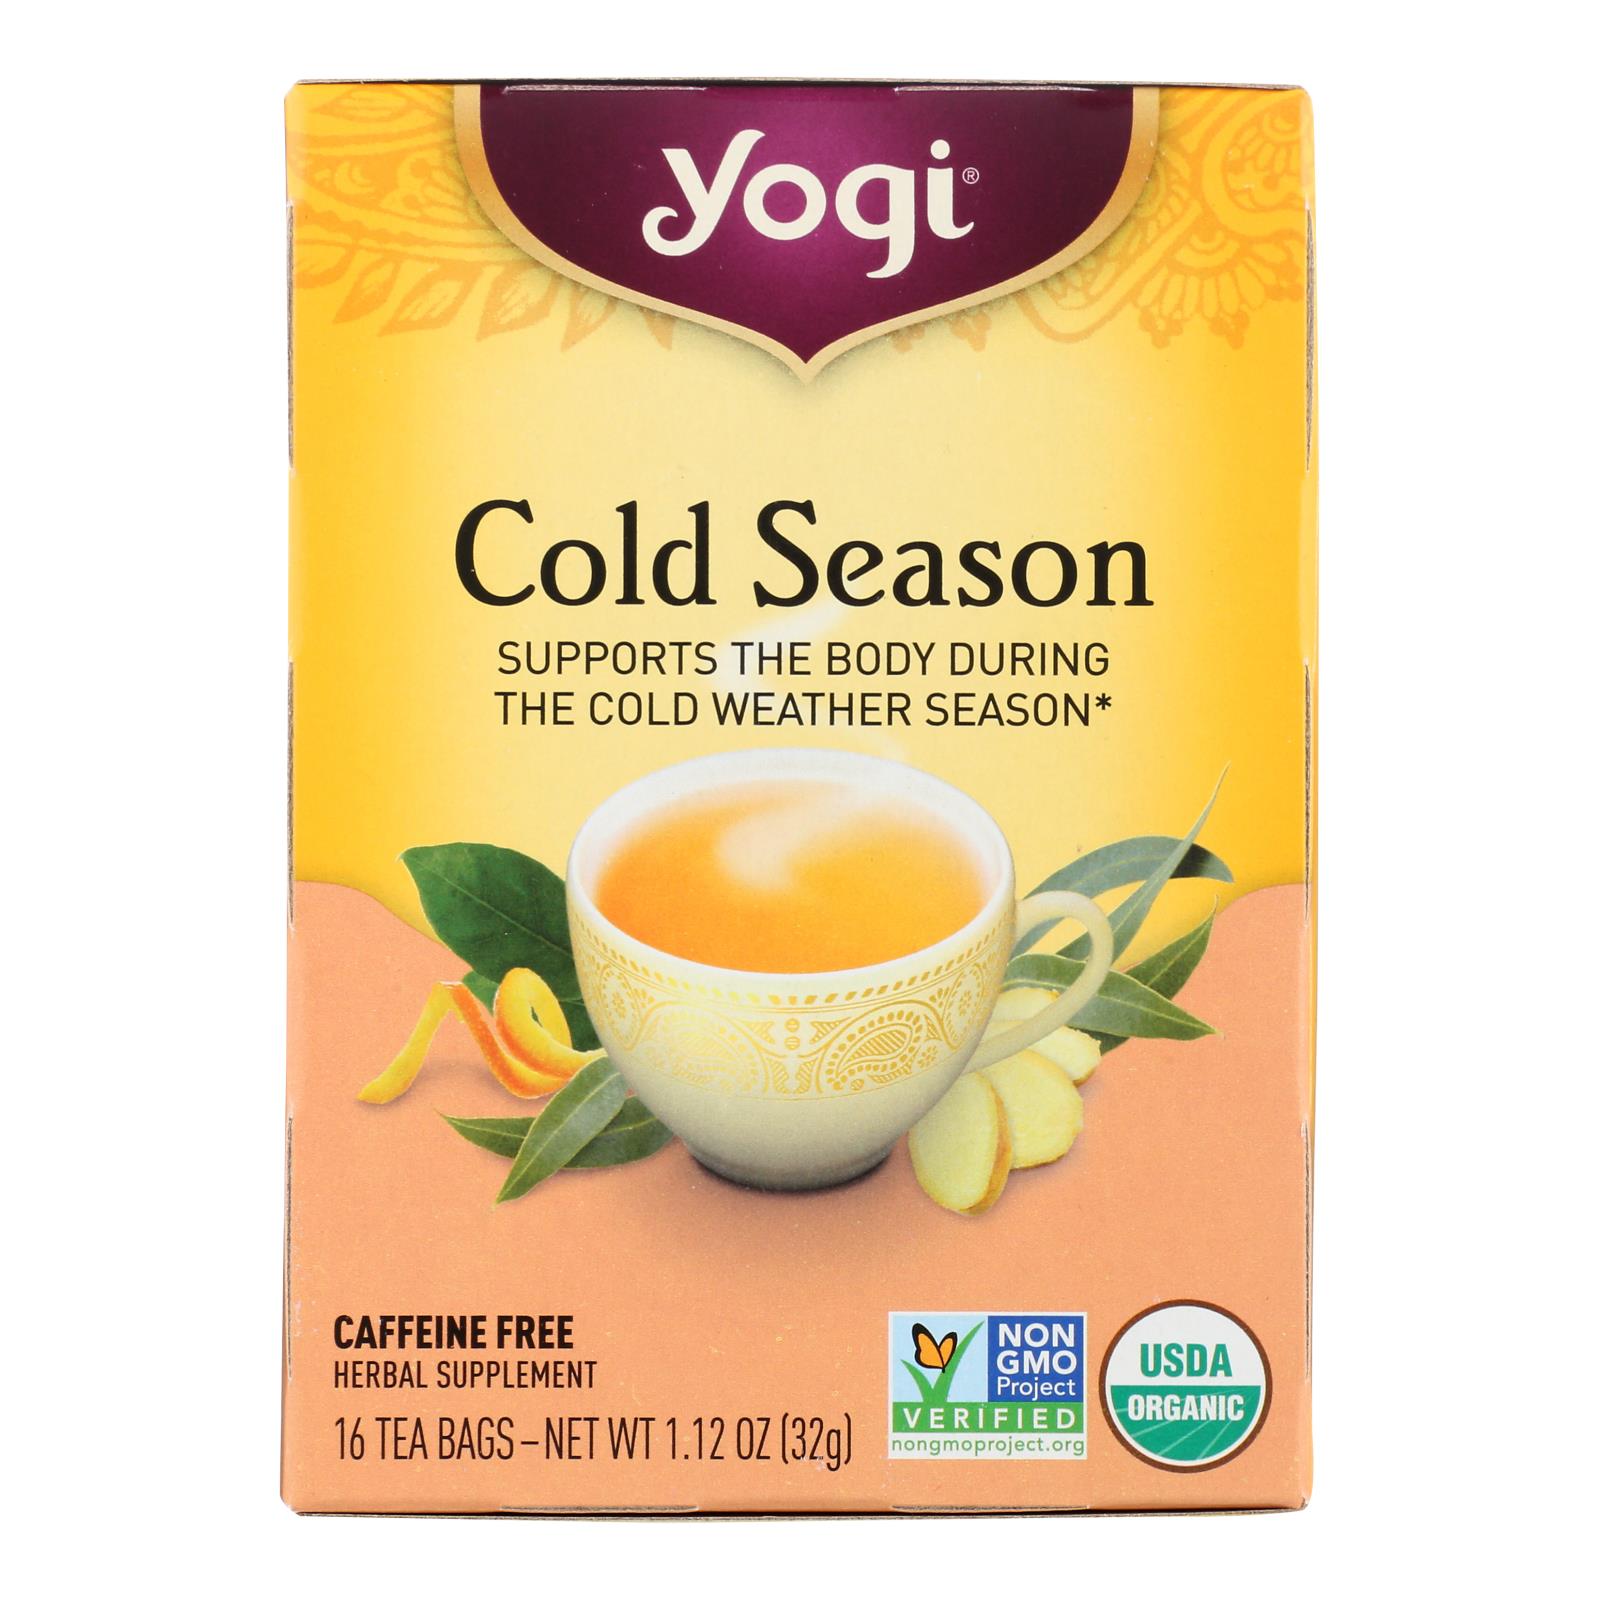 yogi®
Cold Season
SUPPORTS THE BODY DURING
THE COLD WEATHER SEASON*
CAFFEINE FREE
HERBAL SUPPLEMENT
16 TEA BAGS – NET WT 1.12 OZ (32g)
NON
GMO
Project
VERIFIED
nongmoproject.org
USDA
ORGANIC